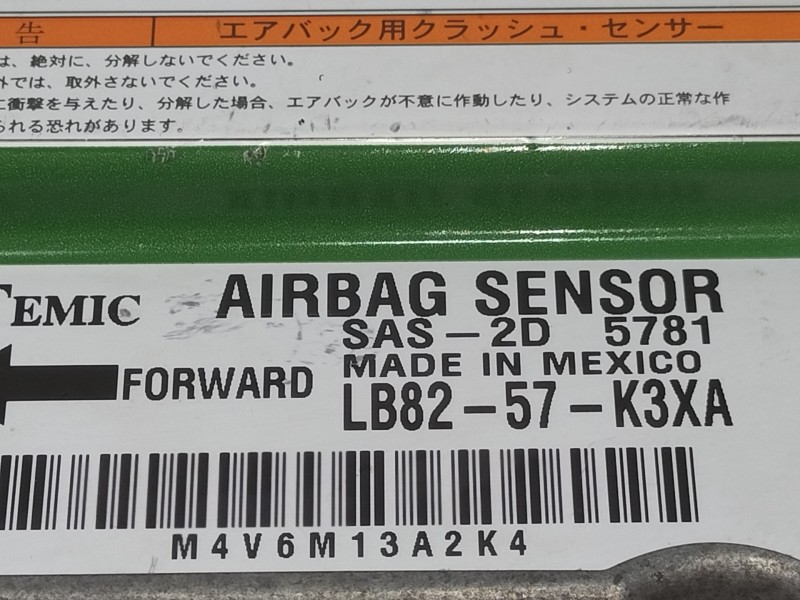 告 エアバック用クラッシュ・センサー
は、絶対に、分解しないでください。
外では、取外さないでください。
に衝撃を与えたり、分解した場合、エアバックが不意に作動したり、システムの正常な作
られる恐れがあります。
TEMIC AIRBAG SENSOR
SAS-2D 5781
MADE IN MEXICO
FORWARD
LB82-57-K3XA
M4V6M13A2K4